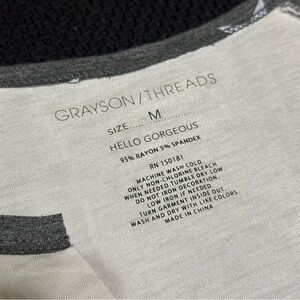 GRAYSON/THREADS
SIZE..... M
HELLO GORGEOUS
95% RAYON 5% SPANDEX
RN 150181
MACHINE WASH COLD.
ONLY NON-CHLORINE BLEACH
WHEN NEEDED TUMBLE DRY LOW
DO NOT IRON DECORATION.
LOW IRON IF NEEDED.
TURN GARMENT INSIDE OUT.
WASH AND DRY WITH LIKE COLORS.
MADE IN CHINA